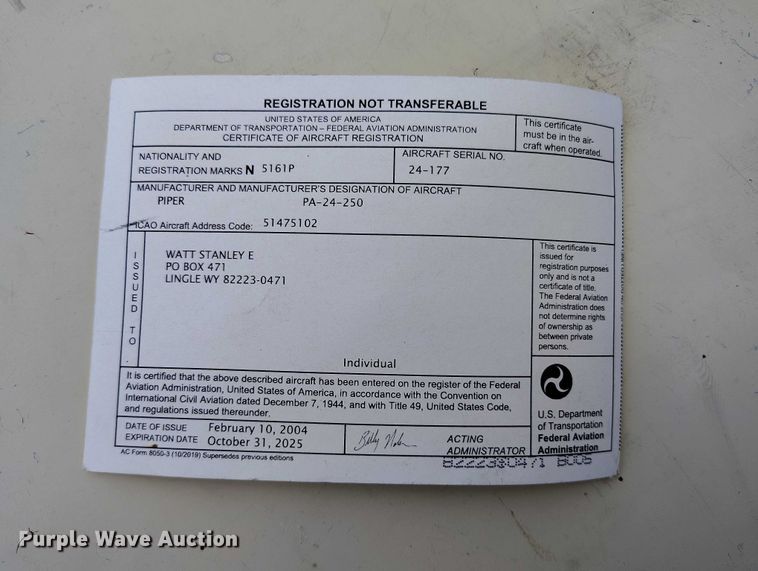 REGISTRATION NOT TRANSFERABLE
UNITED STATES OF AMERICA
DEPARTMENT OF TRANSPORTATION – FEDERAL AVIATION ADMINISTRATION
CERTIFICATE OF AIRCRAFT REGISTRATION
This certificate
must be in the air-
craft when operated.
NATIONALITY AND
REGISTRATION MARKS N 5161P
AIRCRAFT SERIAL NO.
24-177
MANUFACTURER AND MANUFACTURER'S DESIGNATION OF AIRCRAFT
PIPER PA-24-250
ICAO Aircraft Address Code: 51475102
ISSUED TO
WATT STANLEY E
PO BOX 471
LINGLE WY 82223-0471
Individual
This certificate is
issued for
registration purposes
only and is not a
certificate of title.
The Federal Aviation
Administration does
not determine rights
of ownership as
between private
persons.
It is certified that the above described aircraft has been entered on the register of the Federal
Aviation Administration, United States of America, in accordance with the Convention on
International Civil Aviation dated December 7, 1944, and with Title 49, United States Code,
and regulations issued thereunder.
DATE OF ISSUE February 10, 2004
EXPIRATION DATE October 31, 2025
ACTING
ADMINISTRATOR
U.S. Department
of Transportation
Federal Aviation
Administration
AC Form 8050-3 (10/2019) Supersedes previous editions
Purple Wave Auction